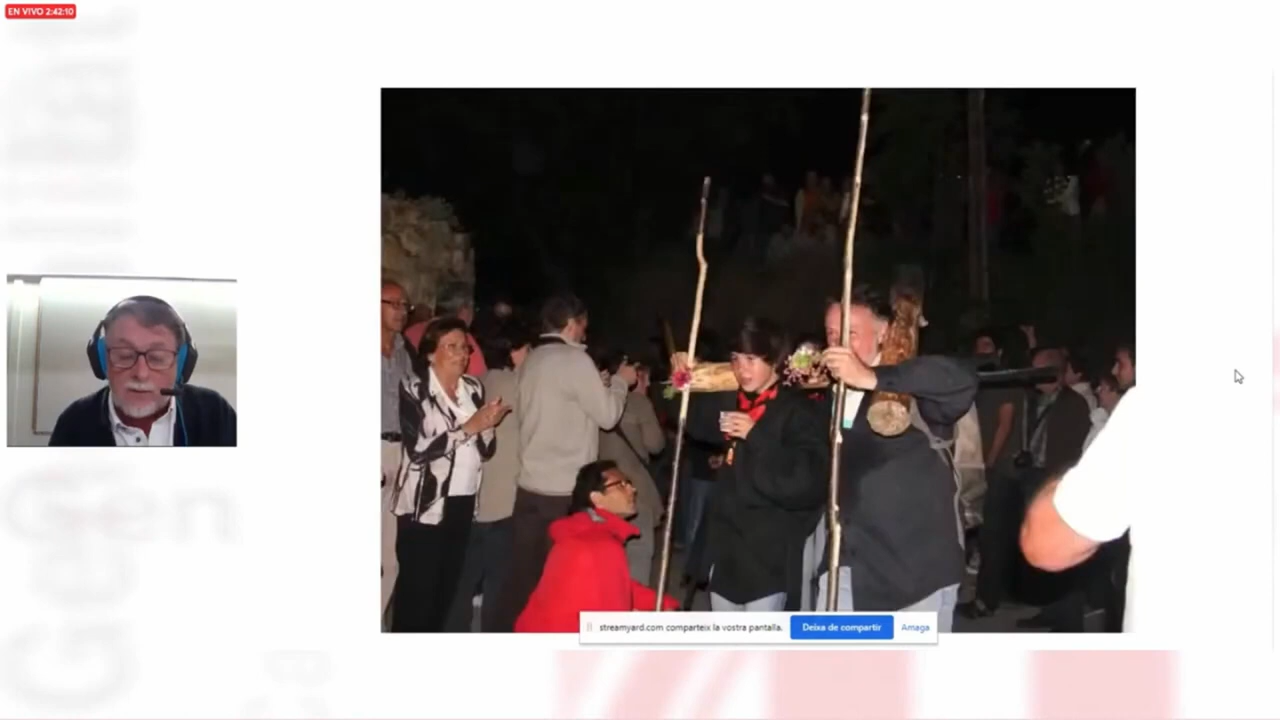 EN VIVO 2:42:10
streamyard.com comparteix la vostra pantalla.
Deixa de compartir
Amaga